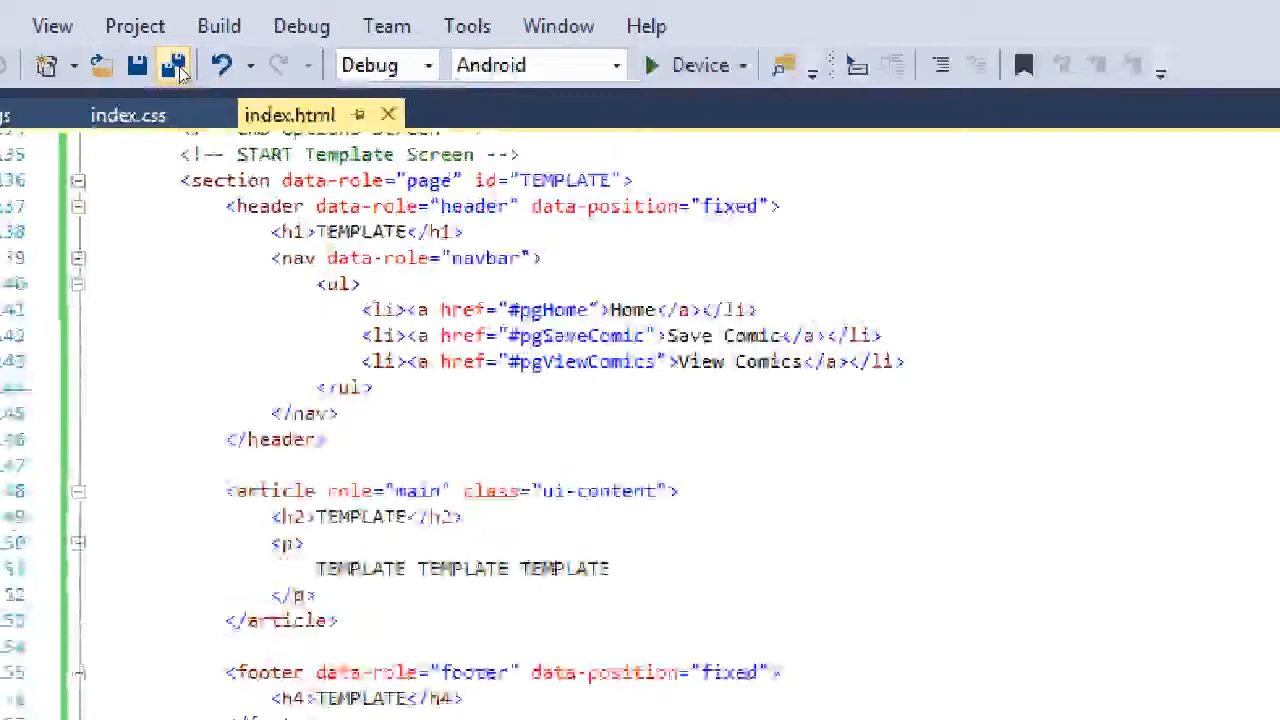 View Project Build Debug Team Tools Window Help
Debug Android Device
index.css index.html
<!-- START Template Screen -->
<section data-role="page" id="TEMPLATE">
<header data-role="header" data-position="fixed">
<h1>TEMPLATE</h1>
<nav data-role="navbar">
<ul>
<li><a href="#pgHome">Home</a></li>
<li><a href="#pgSaveComic">Save Comic</a></li>
<li><a href="#pgViewComics">View Comics</a></li>
</ul>
</nav>
</header>
<article role="main" class="ui-content">
<h2>TEMPLATE</h2>
<p>
TEMPLATE TEMPLATE TEMPLATE
</p>
</article>
<footer data-role="footer" data-position="fixed">
<h4>TEMPLATE</h4>